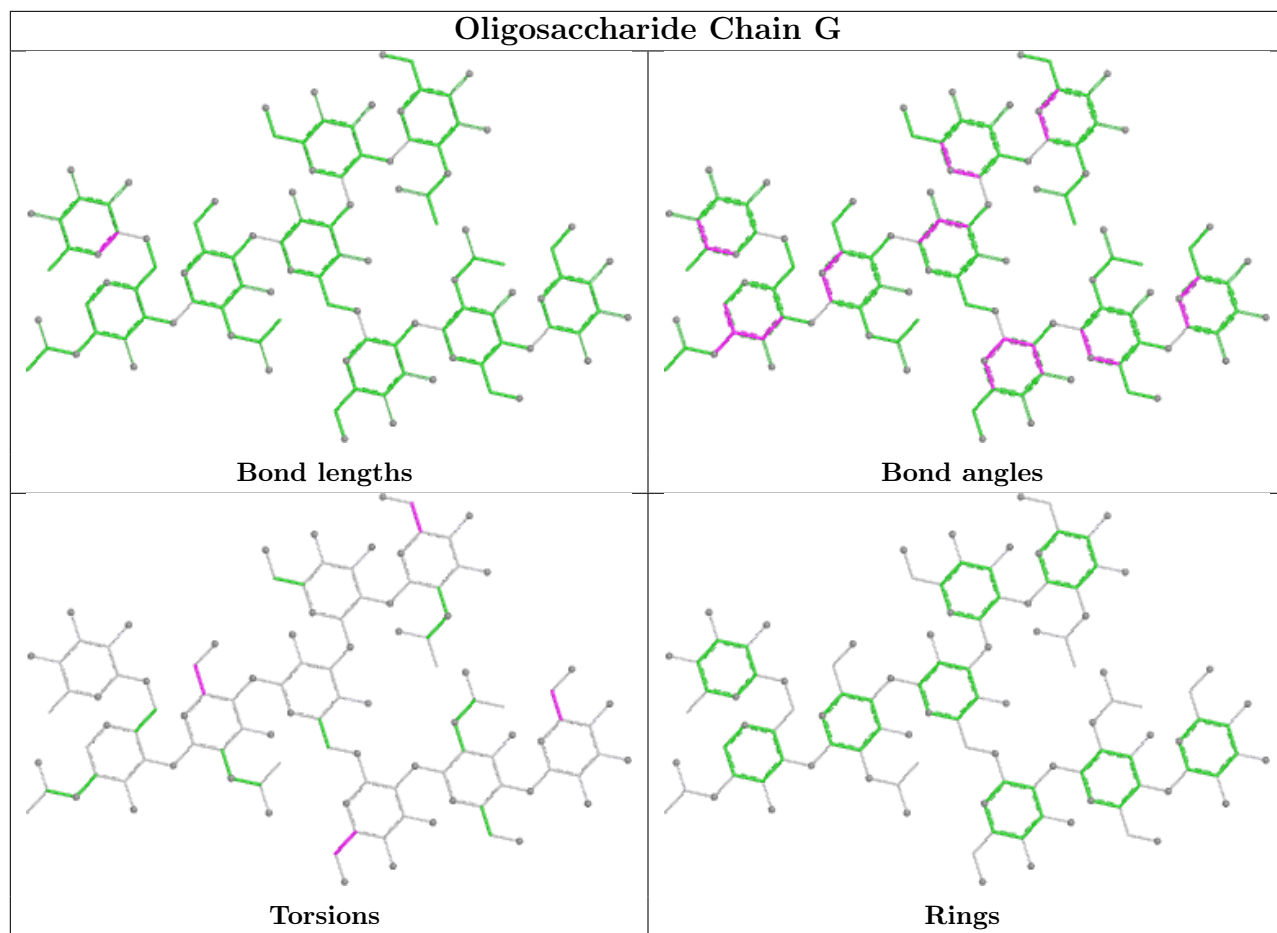 Oligosaccharide Chain G
Bond lengths
Bond angles
Torsions
Rings